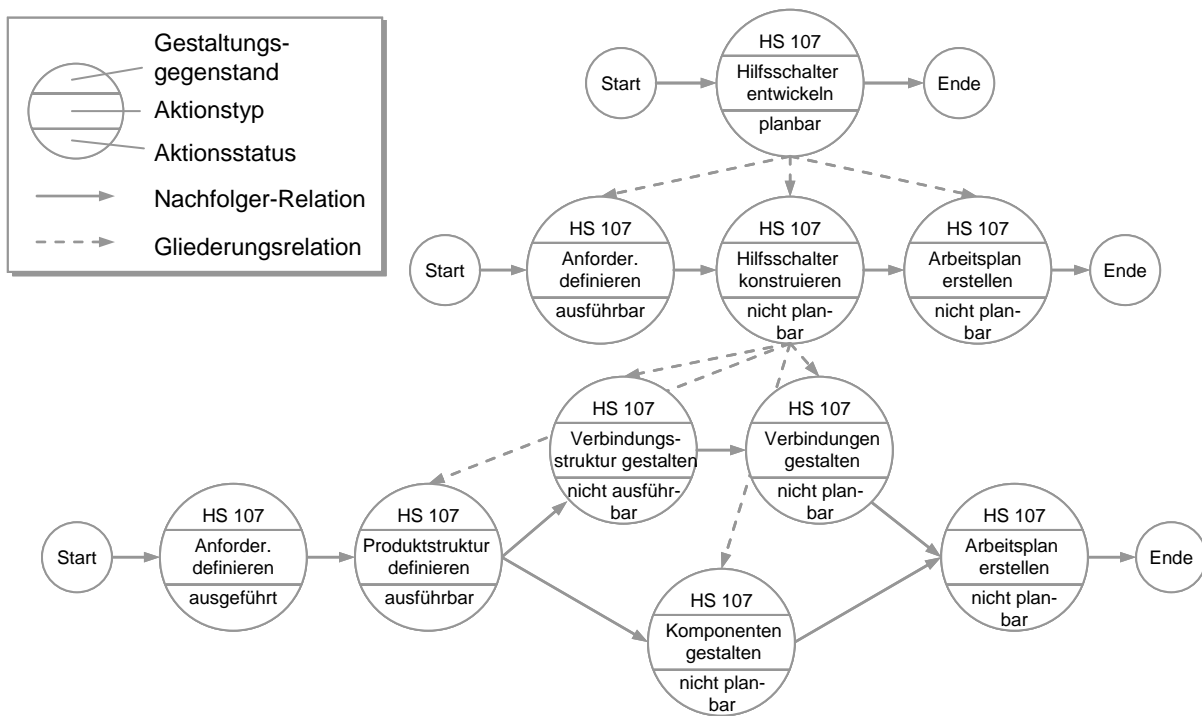 Gestaltungs-
gegenstand
Aktionstyp
Aktionsstatus
Nachfolger-Relation
Gliederungsrelation
Start
HS 107
Hilfsschalter
entwickeln
planbar
Ende
Start
HS 107
Anforder.
definieren
ausführbar
HS 107
Hilfsschalter
konstruieren
nicht plan-
bar
HS 107
Arbeitsplan
erstellen
nicht plan-
bar
Ende
HS 107
Verbindungs-
struktur gestalten
nicht ausführ-
bar
HS 107
Verbindungen
gestalten
nicht plan-
bar
Start
HS 107
Anforder.
definieren
ausgeführt
HS 107
Produktstruktur
definieren
ausführbar
HS 107
Komponenten
gestalten
nicht plan-
bar
HS 107
Arbeitsplan
erstellen
nicht plan-
bar
Ende